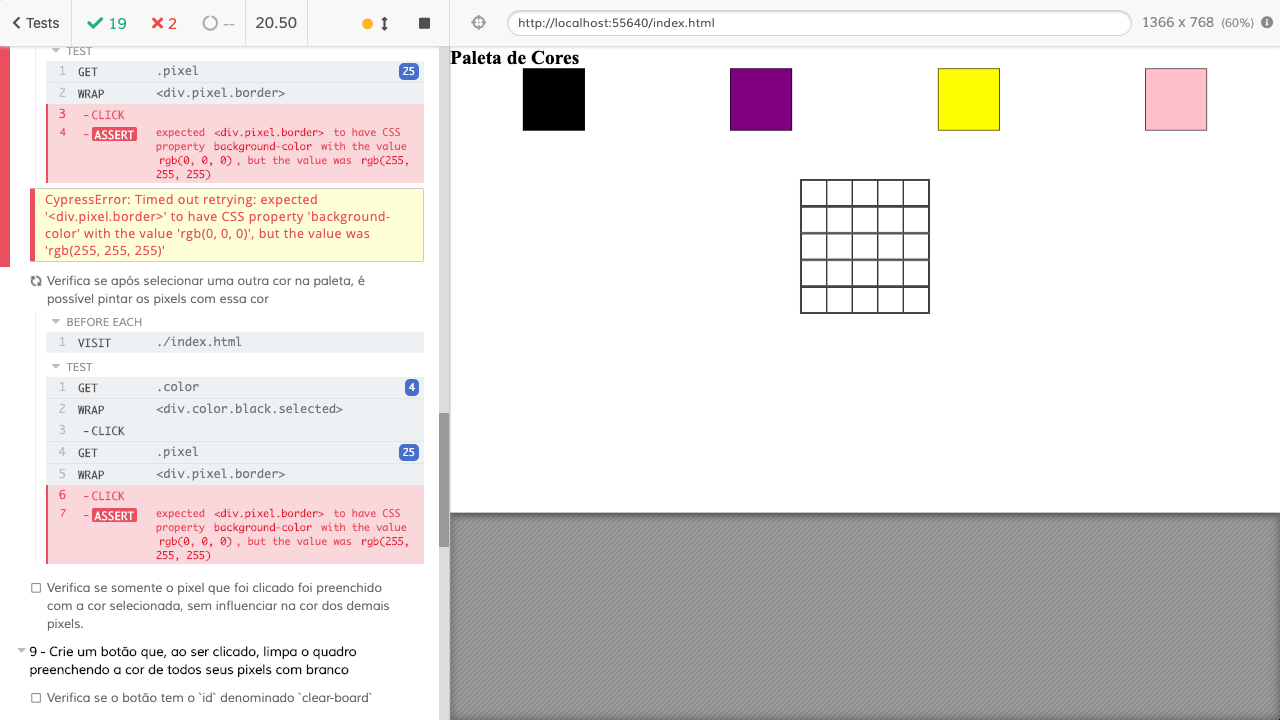 Tests 19 2 -- 20.50
http://localhost:55640/index.html 1366 x 768 (60%)
TEST
1 GET .pixel 25
2 WRAP <div.pixel.border>
3 - CLICK
4 - ASSERT expected <div.pixel.border> to have CSS
property background-color with the value
rgb(0, 0, 0), but the value was rgb(255,
255, 255)
CypressError: Timed out retrying: expected
'<div.pixel.border>' to have CSS property 'background-
color' with the value 'rgb(0, 0, 0)', but the value was
'rgb(255, 255, 255)'
Verifica se após selecionar uma outra cor na paleta, é
possível pintar os pixels com essa cor
BEFORE EACH
1 VISIT ./index.html
TEST
1 GET .color 4
2 WRAP <div.color.black.selected>
3 - CLICK
4 GET .pixel 25
5 WRAP <div.pixel.border>
6 - CLICK
7 - ASSERT expected <div.pixel.border> to have CSS
property background-color with the value
rgb(0, 0, 0), but the value was rgb(255,
255, 255)
Verifica se somente o pixel que foi clicado foi preenchido
com a cor selecionada, sem influenciar na cor dos demais
pixels.
9 - Crie um botão que, ao ser clicado, limpa o quadro
preenchendo a cor de todos seus pixels com branco
Verifica se o botão tem o `id` denominado `clear-board`
Paleta de Cores